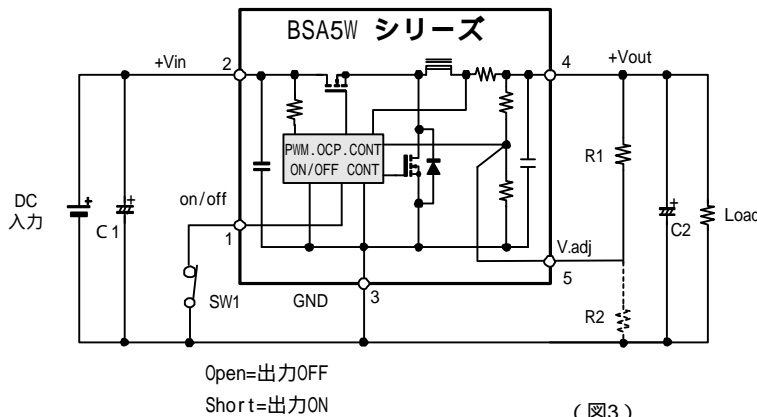 BSA5W シリーズ
+Vin
2
4
+Vout
PWM.OCP.CONT
ON/OFF CONT
R1
DC
入力
C1
on/off
1
C2
Load
V.adj
5
SW1
GND
3
R2
Open=出力OFF
Short=出力ON
(図3)